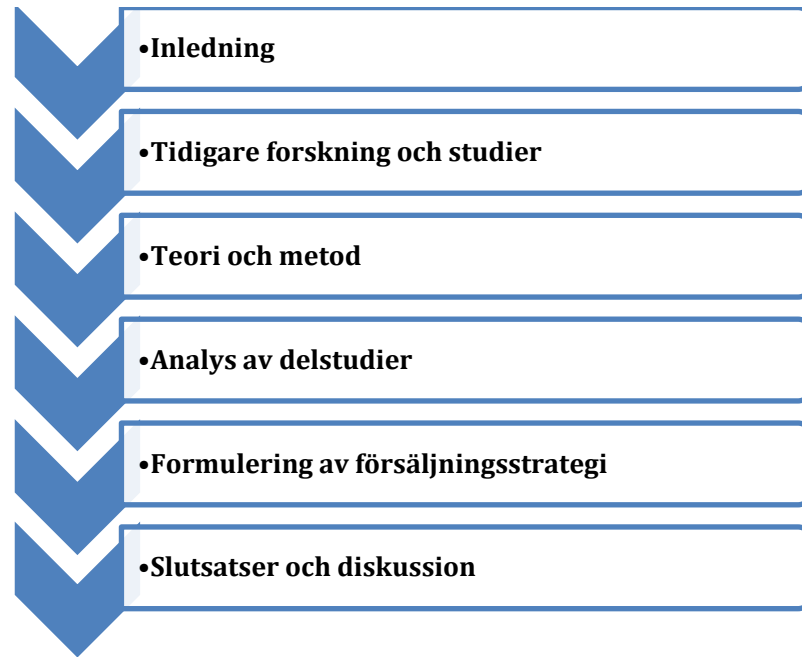 •Inledning
•Tidigare forskning och studier
•Teori och metod
•Analys av delstudier
•Formulering av försäljningsstrategi
•Slutsatser och diskussion